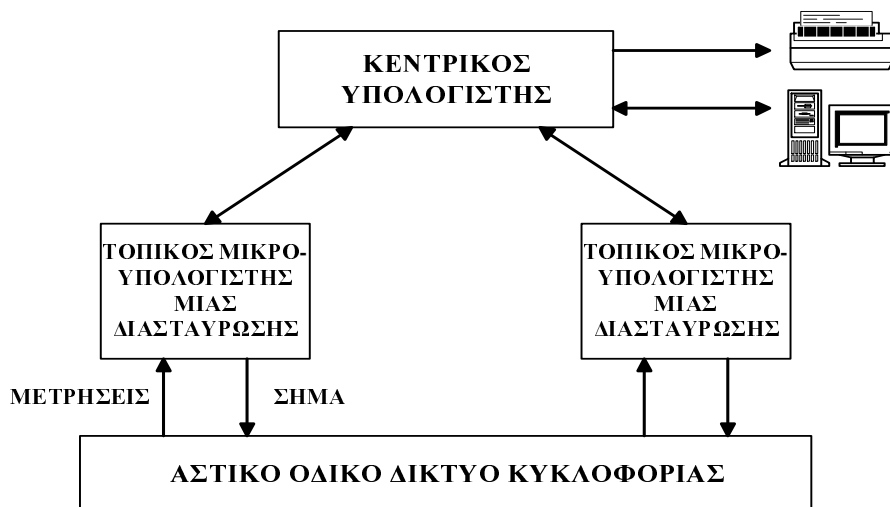 ΚΕΝΤΡΙΚΟΣ
ΥΠΟΛΟΓΙΣΤΗΣ
ΤΟΠΙΚΟΣ ΜΙΚΡΟ-
ΥΠΟΛΟΓΙΣΤΗΣ
ΜΙΑΣ
ΔΙΑΣΤΑΥΡΩΣΗΣ
ΤΟΠΙΚΟΣ ΜΙΚΡΟ-
ΥΠΟΛΟΓΙΣΤΗΣ
ΜΙΑΣ
ΔΙΑΣΤΑΥΡΩΣΗΣ
ΜΕΤΡΗΣΕΙΣ
ΣΗΜΑ
ΑΣΤΙΚΟ ΟΔΙΚΟ ΔΙΚΤΥΟ ΚΥΚΛΟΦΟΡΙΑΣ